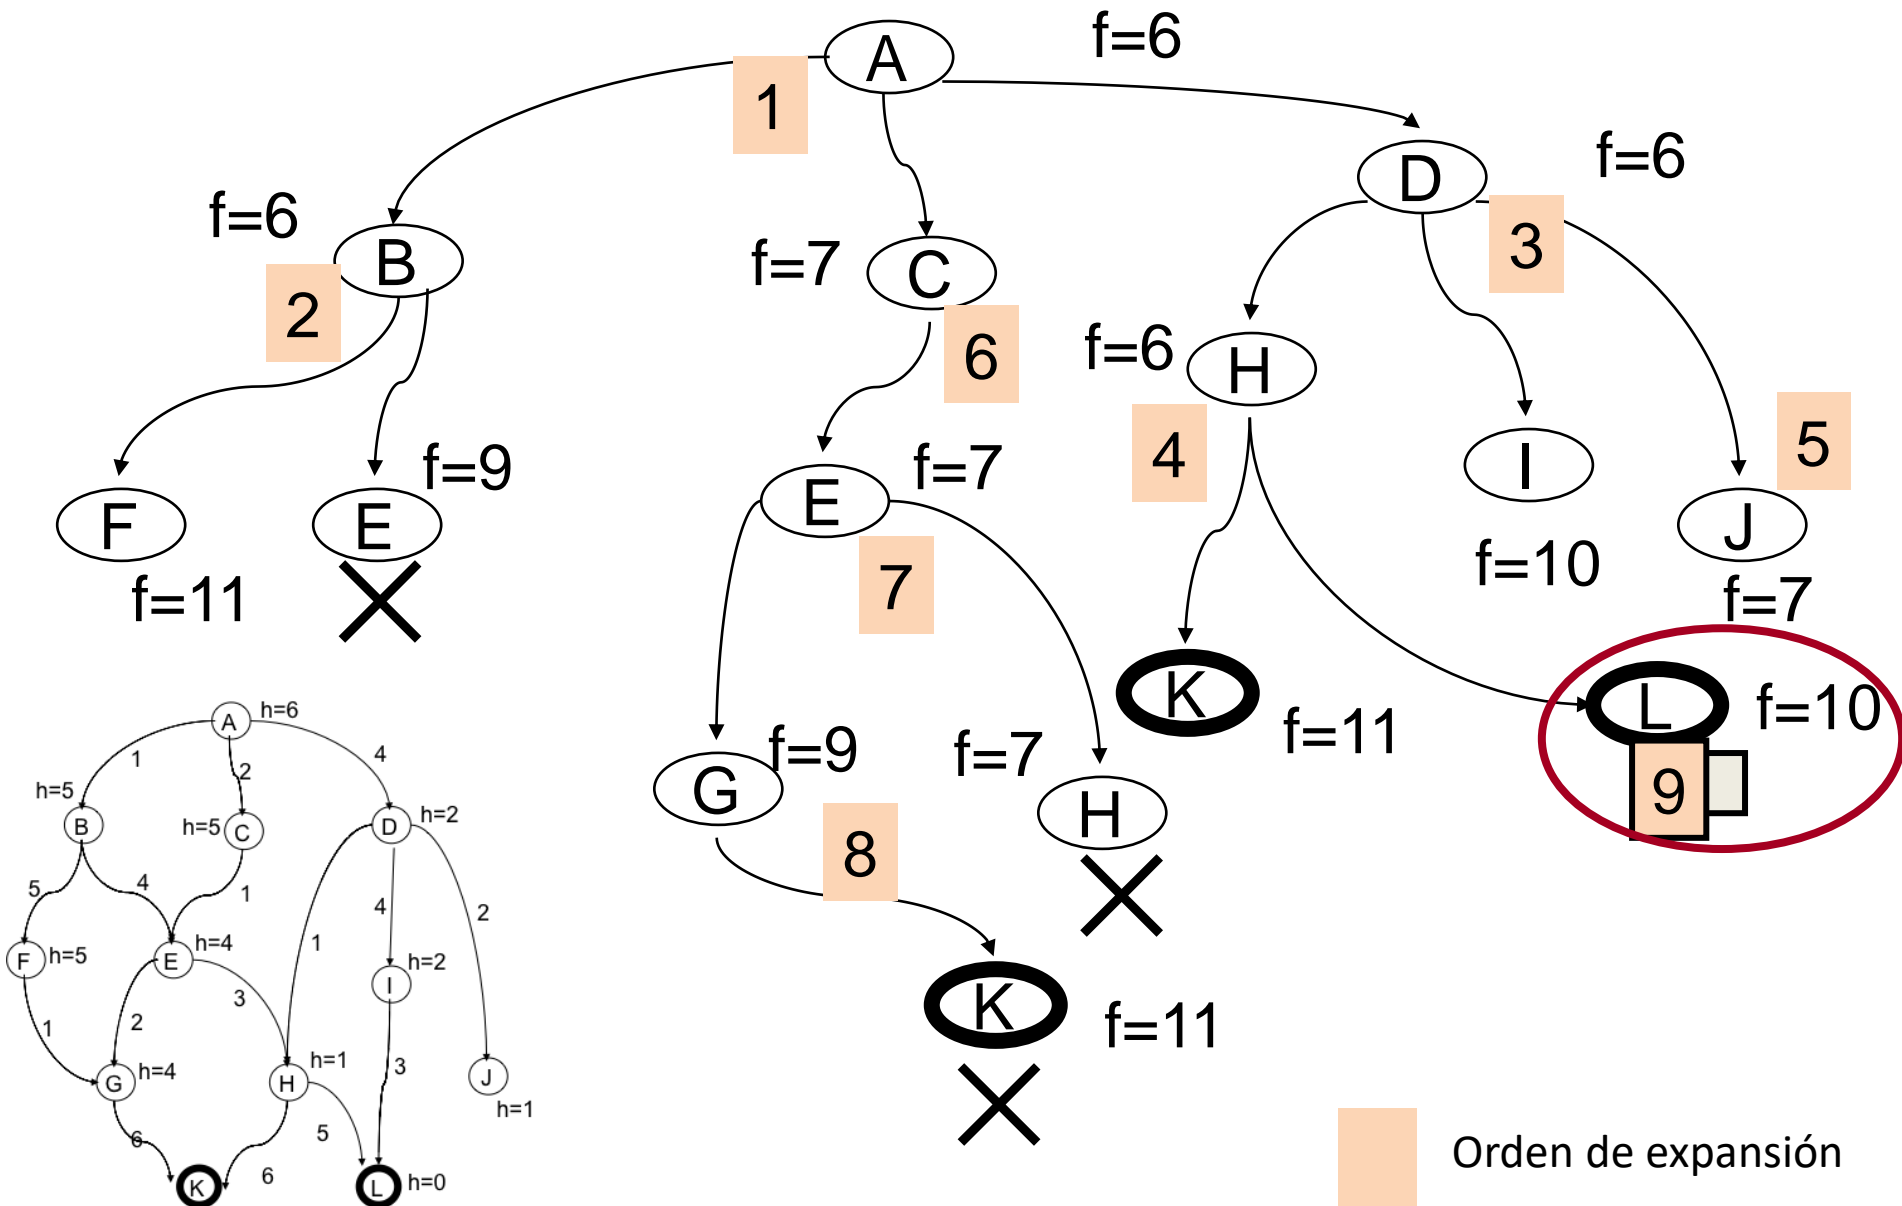 A
f=6
1
D
f=6
f=6
B
2
f=7
C
6
3
f=6
H
4
I
f=10
5
J
f=7
F
f=11
E
f=9
E
f=7
7
K
f=11
L
f=10
9
G
f=9
8
f=7
H
K
f=11
A
h=6
1
2
4
h=5
B
h=5
C
D
h=2
5
4
1
1
4
2
F
h=5
E
h=4
I
h=2
1
2
3
3
G
h=4
H
h=1
J
h=1
6
6
5
K
L
h=0
Orden de expansión